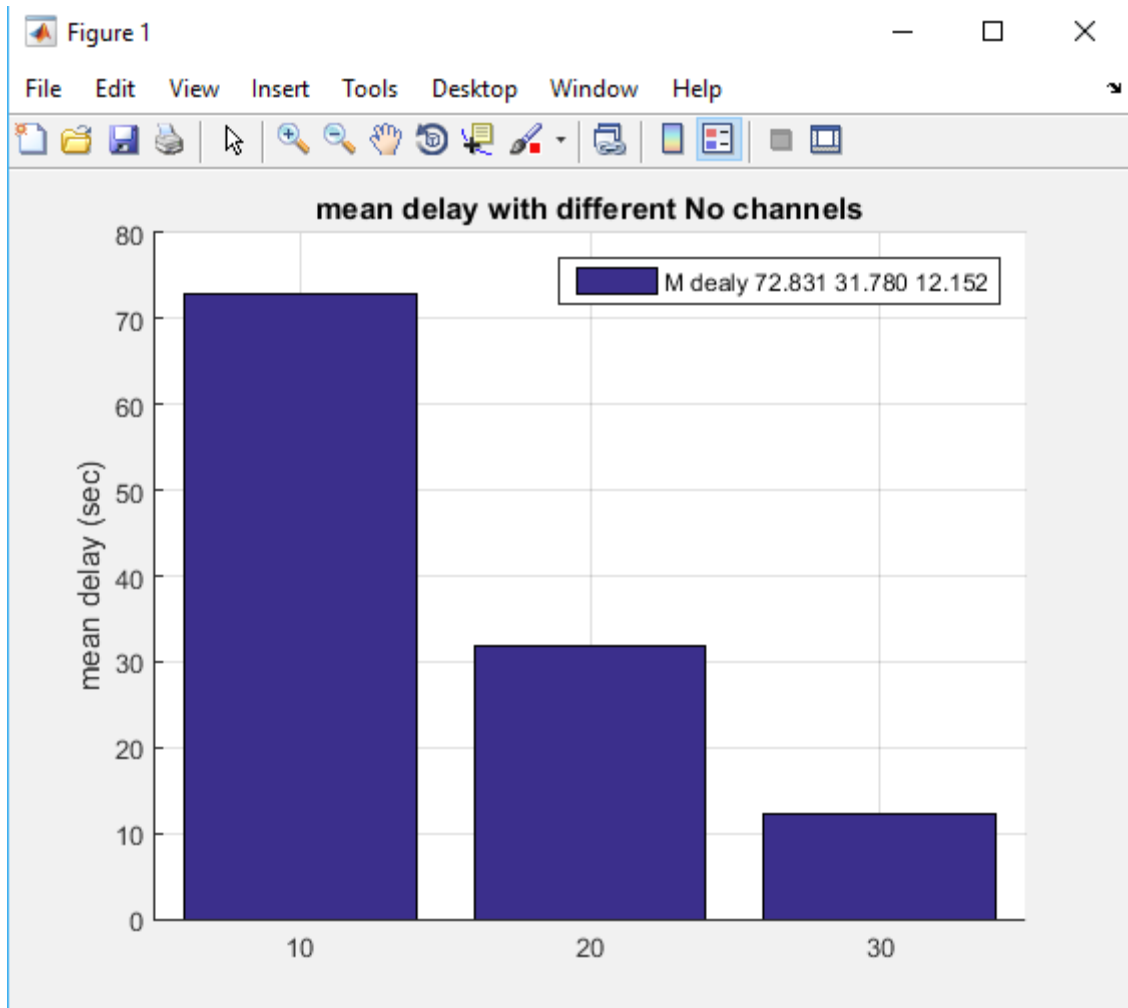 Figure 1
File Edit View Insert Tools Desktop Window Help
mean delay with different No channels
M dealy 72.831 31.780 12.152
80
70
60
50
40
30
20
10
0
mean delay (sec)
10 20 30